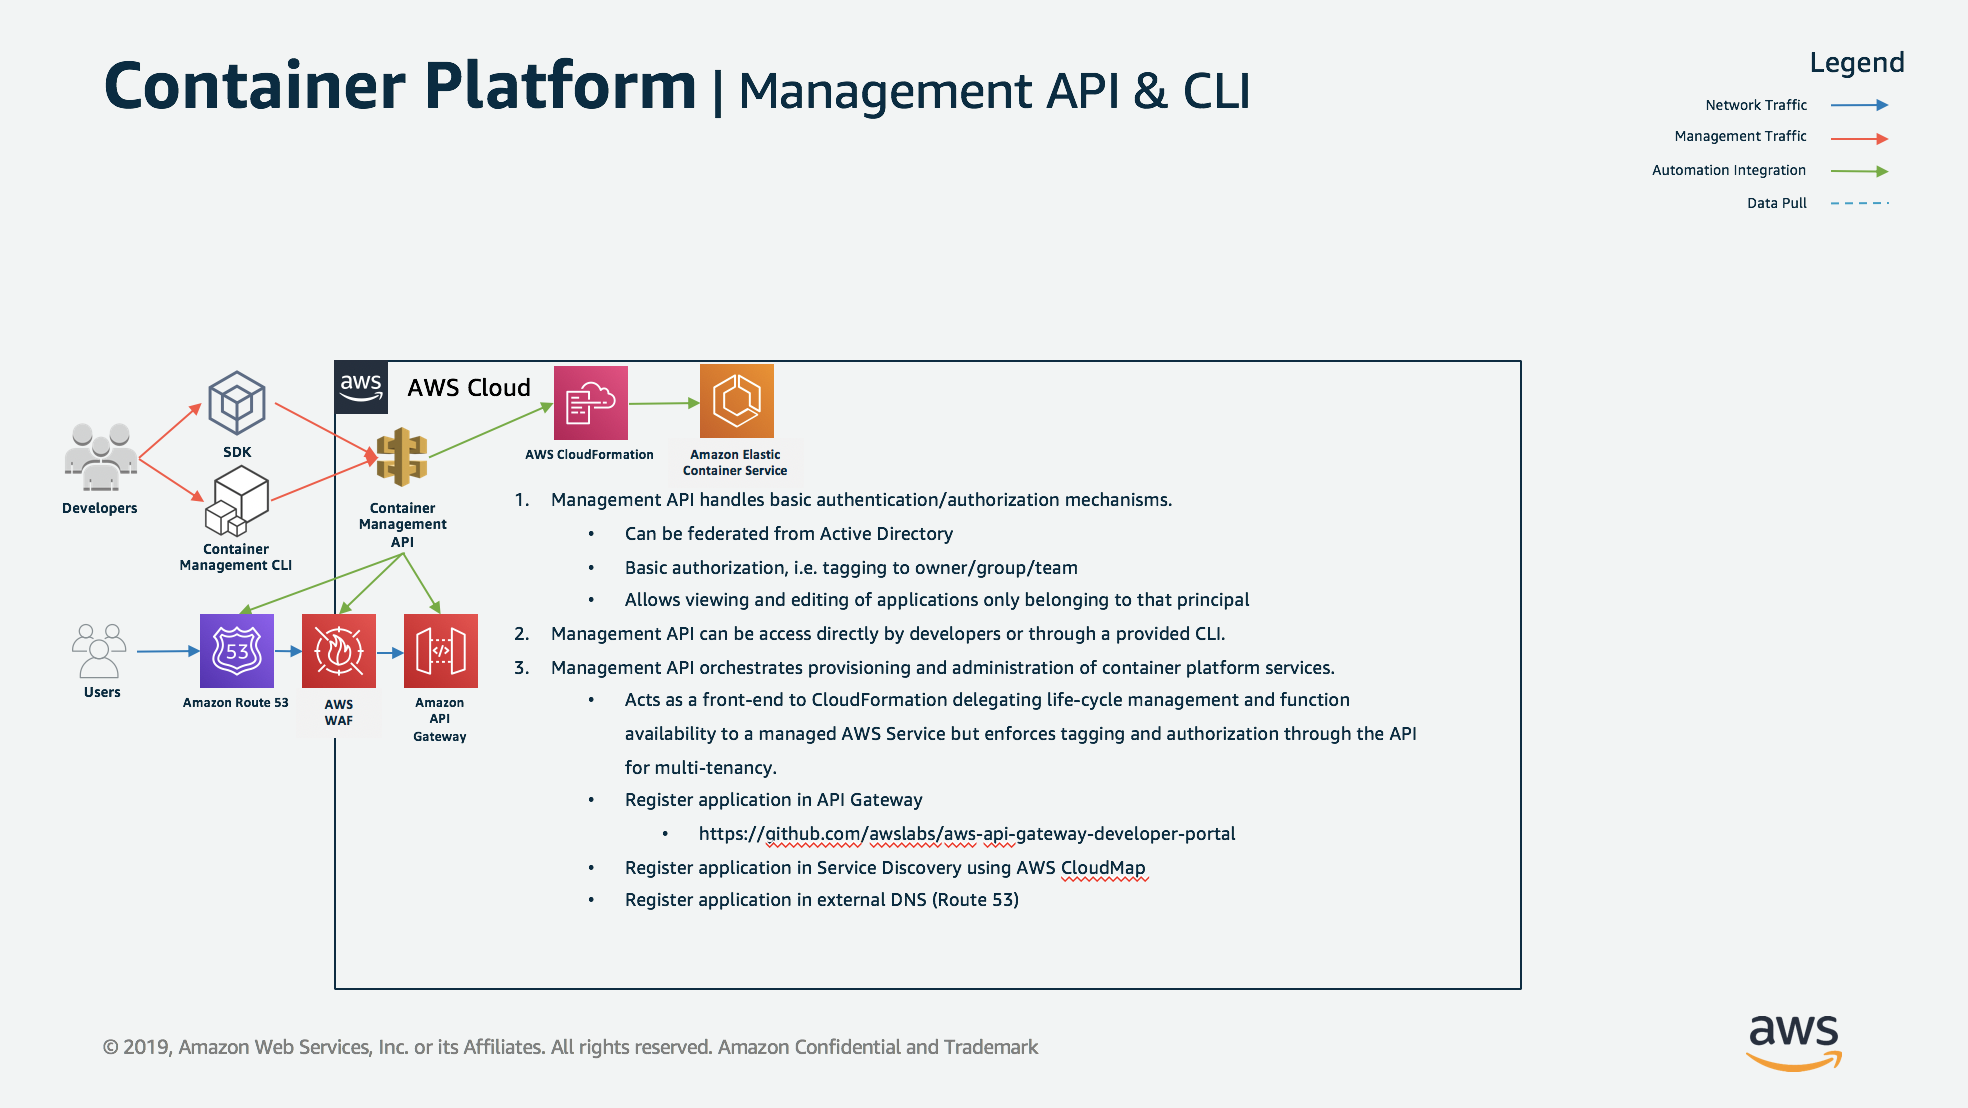 Container Platform | Management API & CLI
Legend
Network Traffic
Management Traffic
Automation Integration
Data Pull
aws
AWS Cloud
SDK
AWS CloudFormation
Amazon Elastic
Container Service
Developers
Container
Management
API
Container
Management CLI
1. Management API handles basic authentication/authorization mechanisms.
• Can be federated from Active Directory
• Basic authorization, i.e. tagging to owner/group/team
• Allows viewing and editing of applications only belonging to that principal
2. Management API can be access directly by developers or through a provided CLI.
3. Management API orchestrates provisioning and administration of container platform services.
• Acts as a front-end to CloudFormation delegating life-cycle management and function
availability to a managed AWS Service but enforces tagging and authorization through the API
for multi-tenancy.
• Register application in API Gateway
• https://github.com/awslabs/aws-api-gateway-developer-portal
• Register application in Service Discovery using AWS CloudMap
• Register application in external DNS (Route 53)
53
</>
Users
Amazon Route 53
AWS
WAF
Amazon
API
Gateway
© 2019, Amazon Web Services, Inc. or its Affiliates. All rights reserved. Amazon Confidential and Trademark
aws